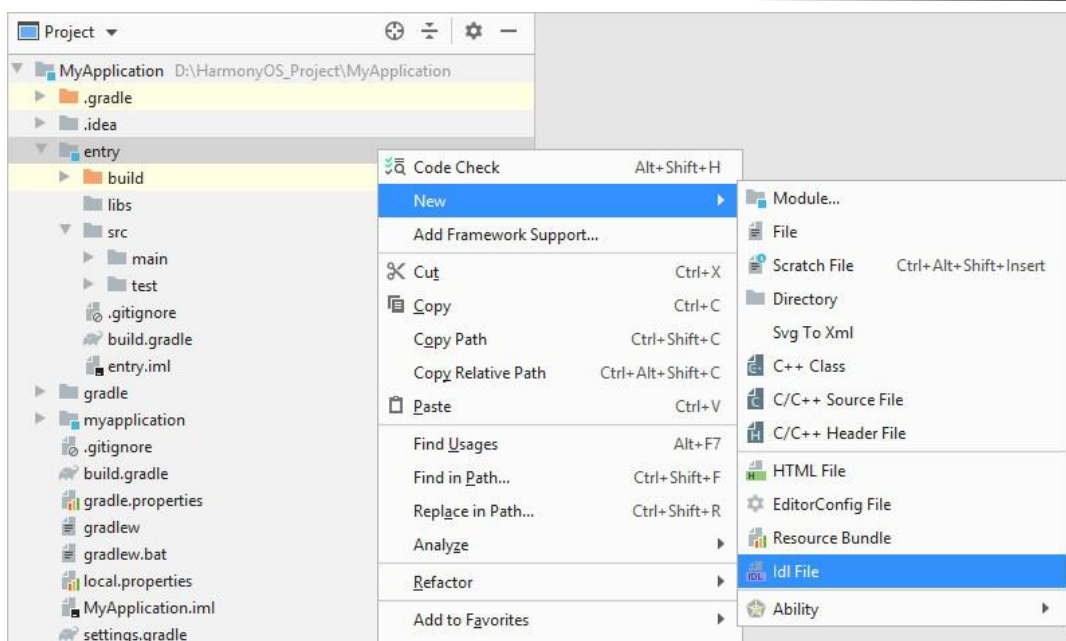 Project
MyApplication D:\HarmonyOS_Project\MyApplication
.gradle
.idea
entry
build
libs
src
main
test
.gitignore
build.gradle
entry.iml
gradle
myapplication
.gitignore
build.gradle
gradle.properties
gradlew
gradlew.bat
local.properties
MyApplication.iml
settings.gradle
Code Check Alt+Shift+H
New
Add Framework Support...
Cut Ctrl+X
Copy Ctrl+C
Copy Path Ctrl+Shift+C
Copy Relative Path Ctrl+Alt+Shift+C
Paste Ctrl+V
Find Usages Alt+F7
Find in Path... Ctrl+Shift+F
Replace in Path... Ctrl+Shift+R
Analyze
Refactor
Add to Favorites
Module...
File
Scratch File Ctrl+Alt+Shift+Insert
Directory
Svg To Xml
C++ Class
C/C++ Source File
C/C++ Header File
HTML File
EditorConfig File
Resource Bundle
IDL Idl File
Ability